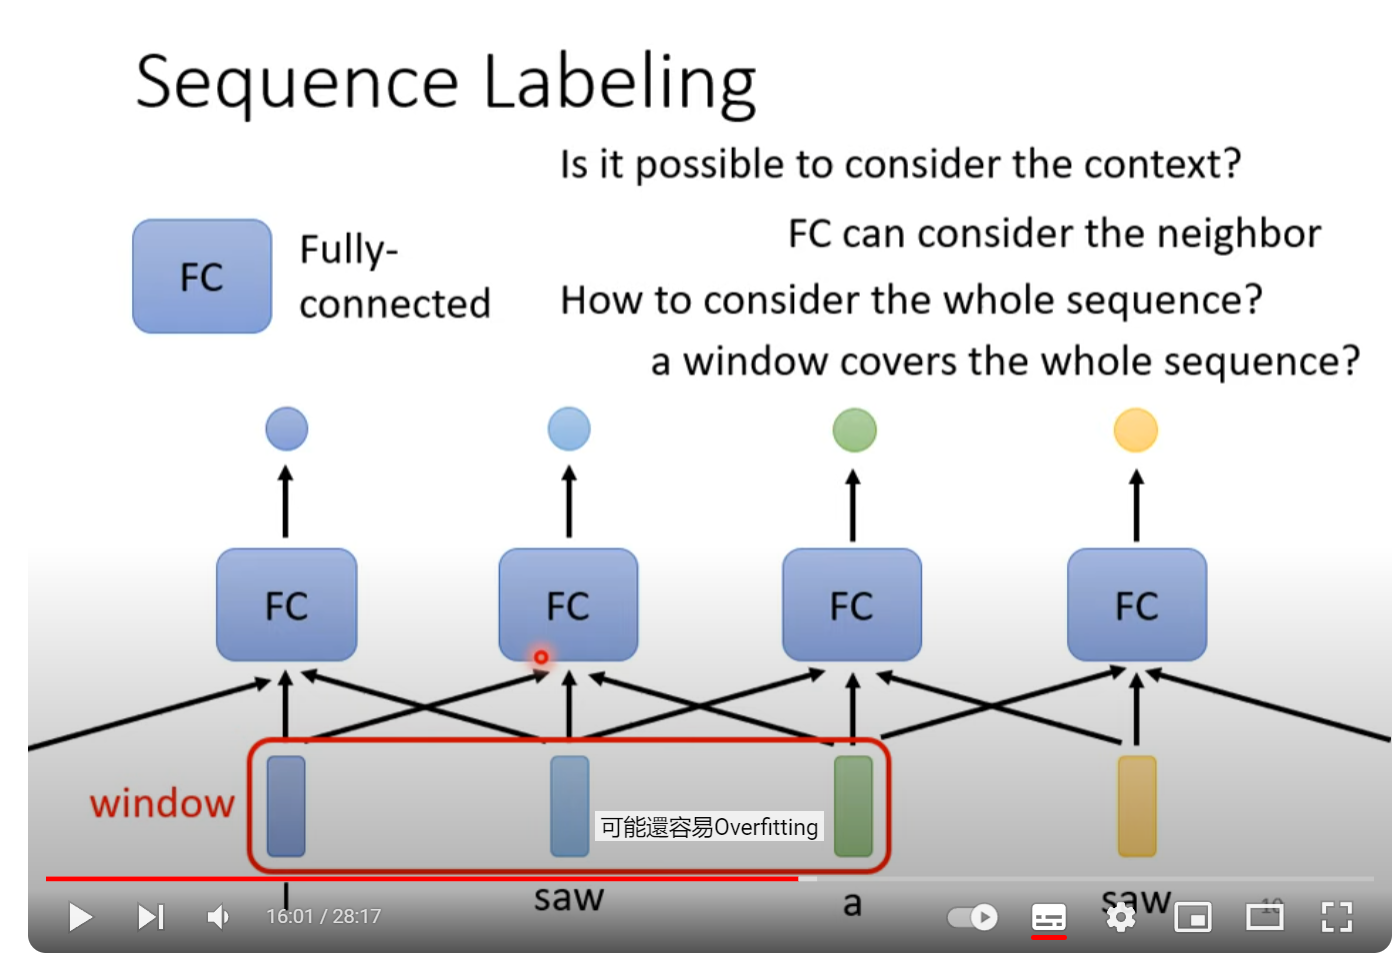 Sequence Labeling
Is it possible to consider the context?
FC can consider the neighbor
FC
Fully-
connected
How to consider the whole sequence?
a window covers the whole sequence?
FC
FC
FC
FC
window
可能還容易Overfitting
I
saw
a
saw
16:01 / 28:17
10